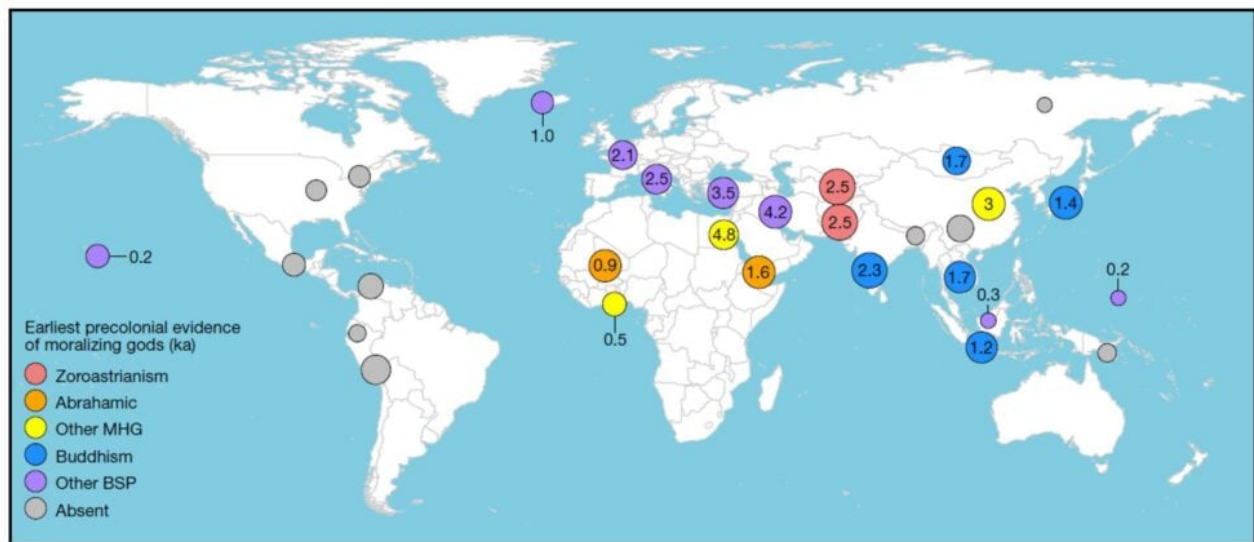 1.0
2.1
2.5
3.5
4.2
4.8
0.9
1.6
0.5
2.5
2.5
1.7
3
1.4
2.3
1.7
0.3
0.2
1.2
0.2
Earliest precolonial evidence
of moralizing gods (ka)
Zoroastrianism
Abrahamic
Other MHG
Buddhism
Other BSP
Absent